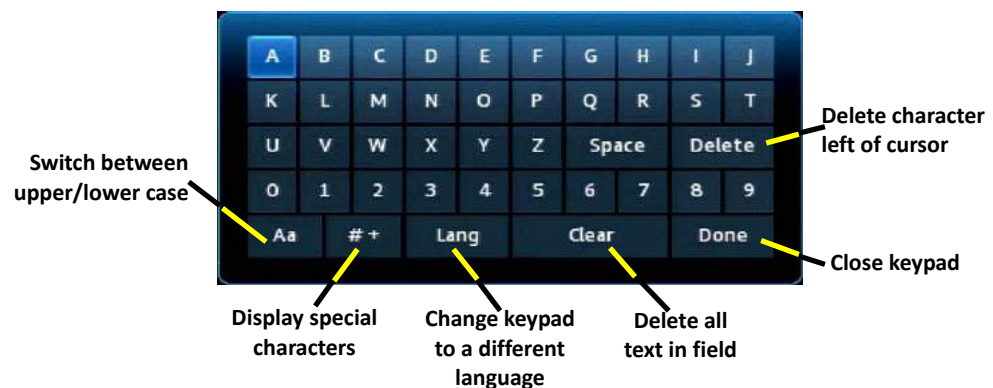 A B C D E F G H I J
K L M N O P Q R S T
U V W X Y Z Space Delete
0 1 2 3 4 5 6 7 8 9
Aa #+ Lang Clear Done
Delete character
left of cursor
Switch between
upper/lower case
Close keypad
Display special
characters
Change keypad
to a different
language
Delete all
text in field